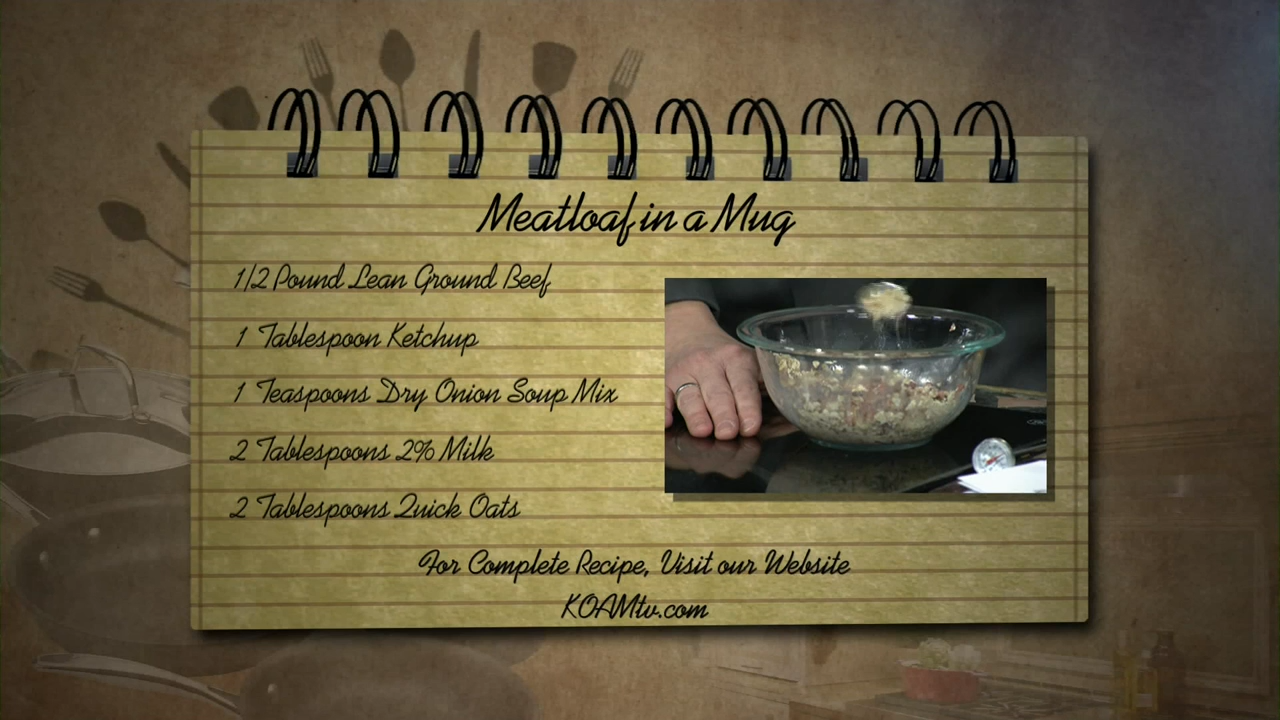 Meatloaf in a Mug
1/2 Pound Lean Ground Beef
1 Tablespoon Ketchup
1 Teaspoons Dry Onion Soup Mix
2 Tablespoons 2% Milk
2 Tablespoons Quick Oats
For Complete Recipe, Visit our Website
KOAMtv.com